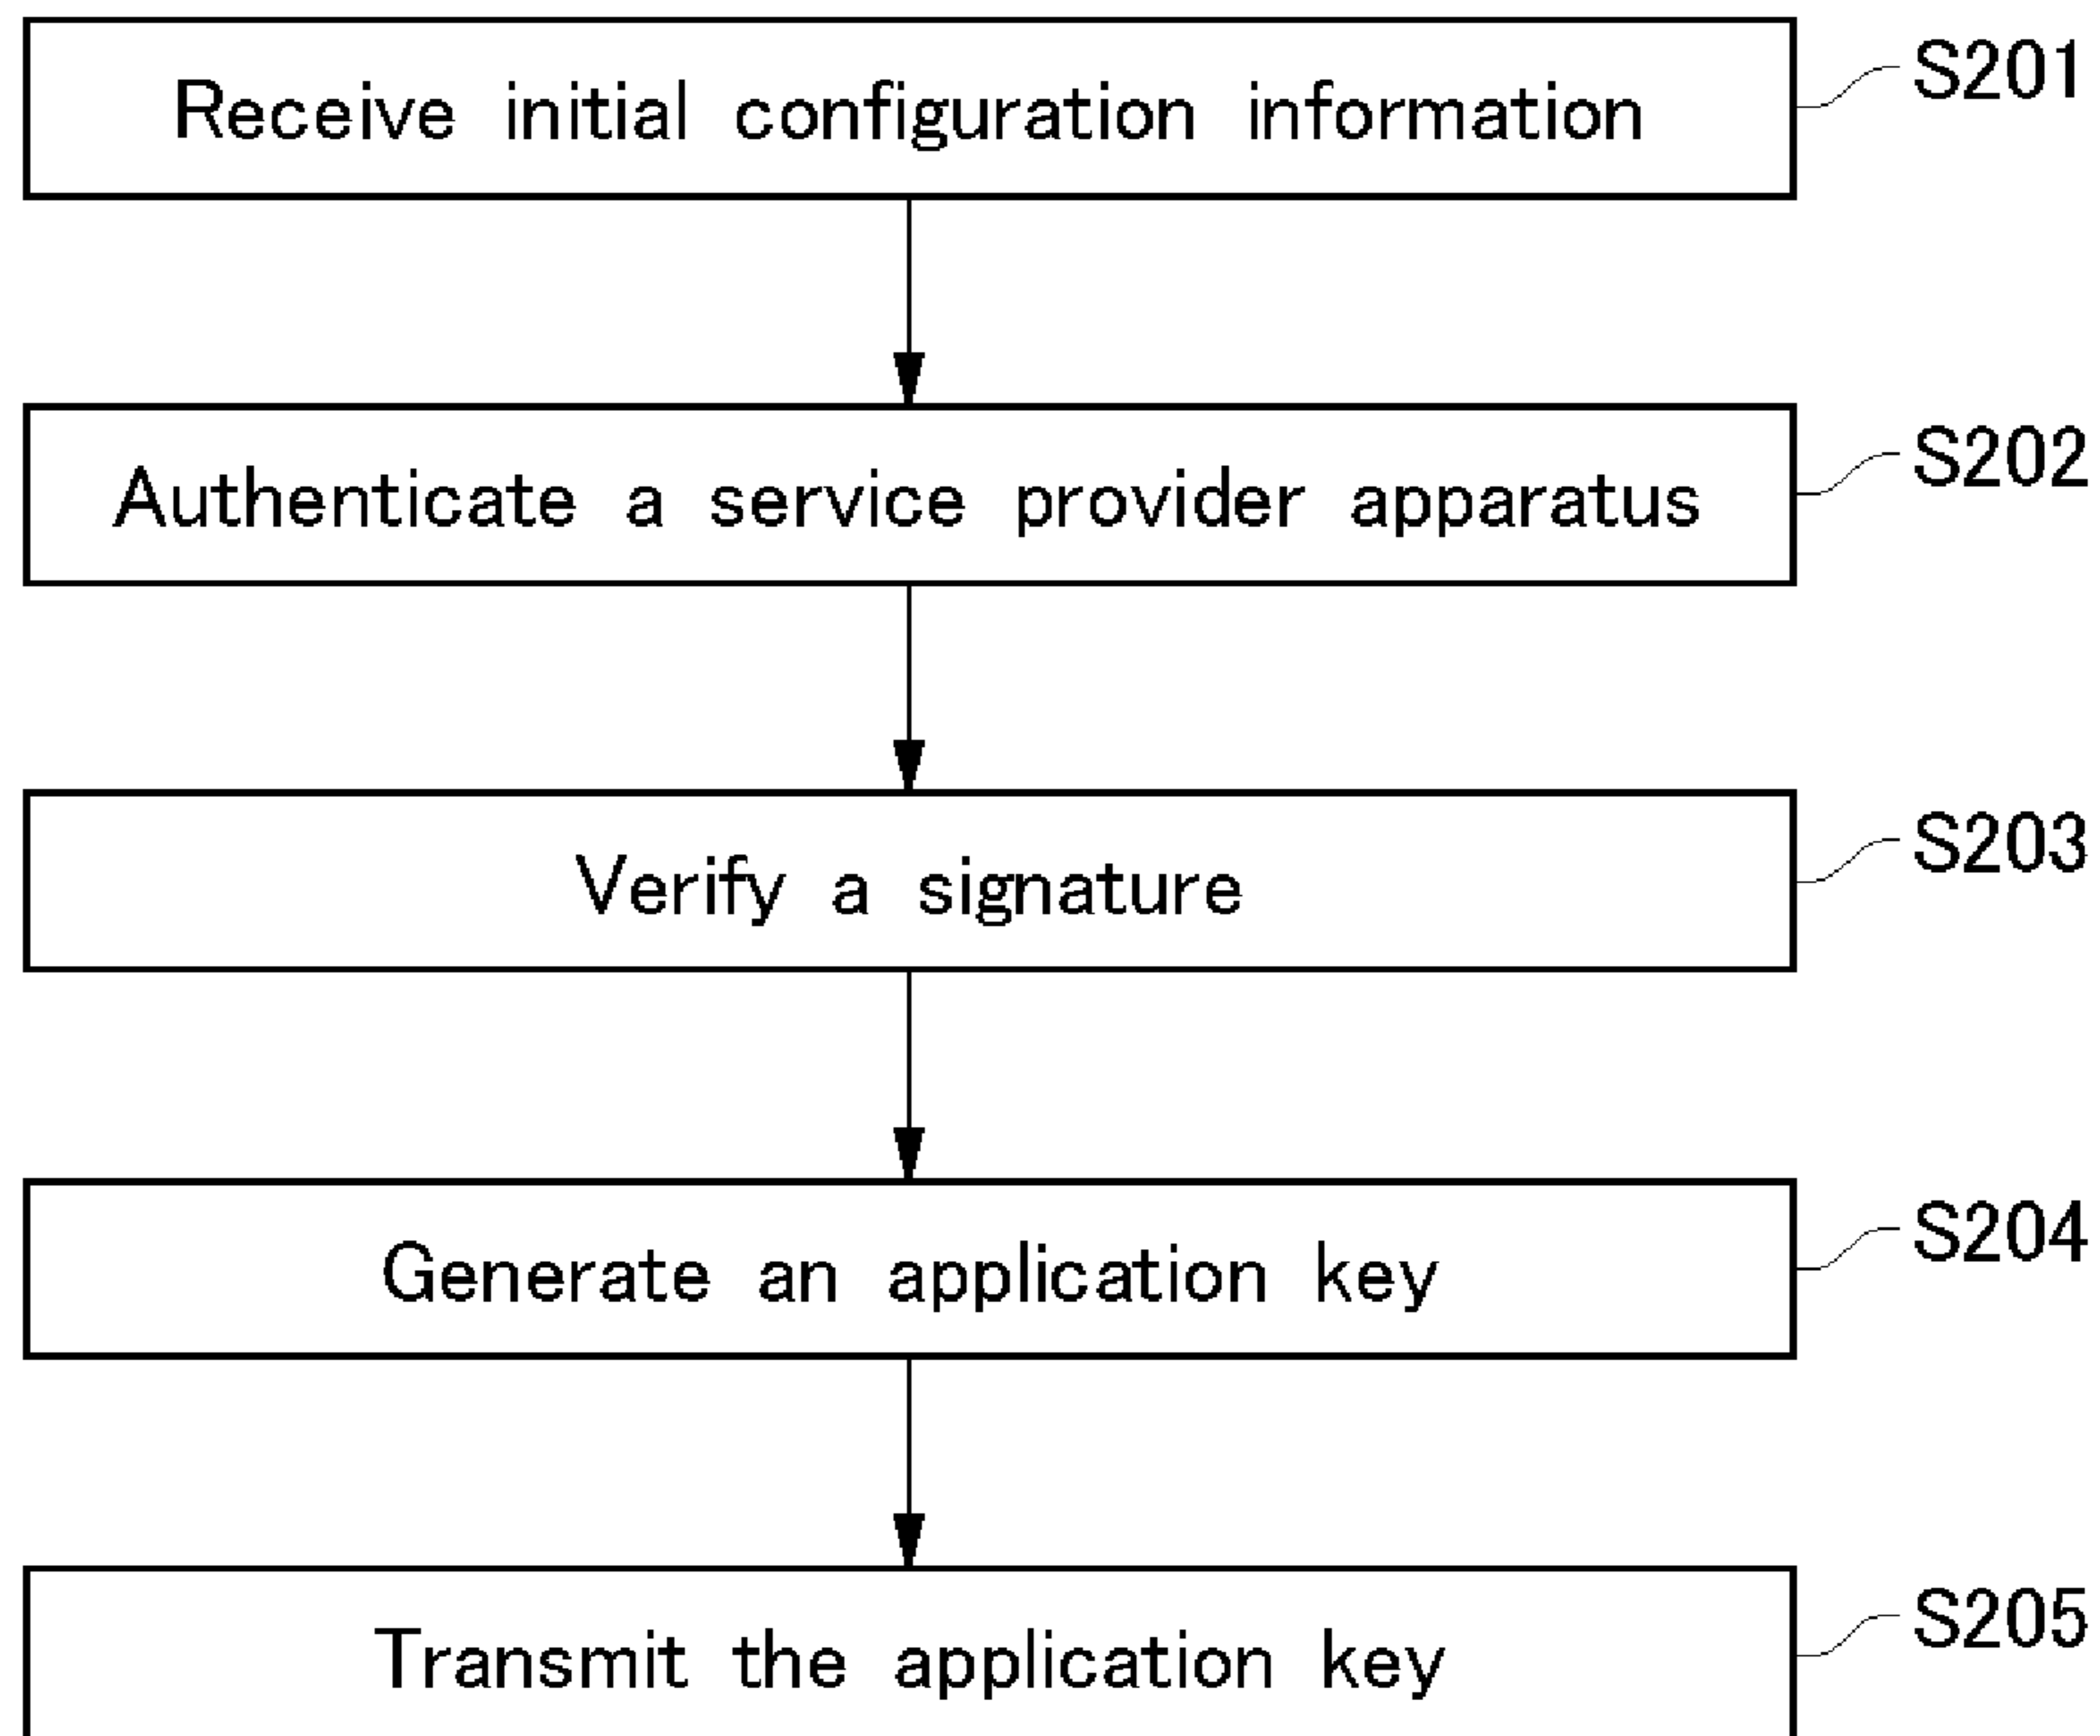 Receive initial configuration information
S201
Authenticate a service provider apparatus
S202
Verify a signature
S203
Generate an application key
S204
Transmit the application key
S205